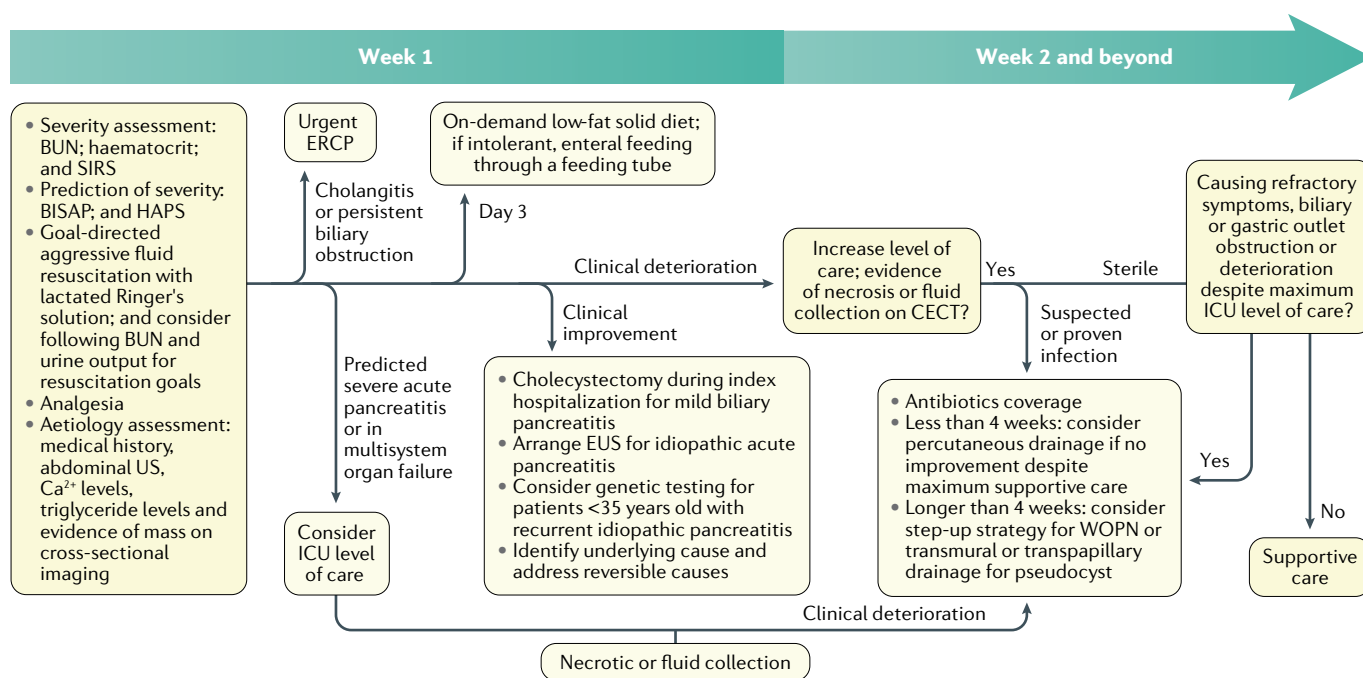 Week 1
Week 2 and beyond
• Severity assessment:
BUN; haematocrit;
and SIRS
• Prediction of severity:
BISAP; and HAPS
• Goal-directed
aggressive fluid
resuscitation with
lactated Ringer's
solution; and consider
following BUN and
urine output for
resuscitation goals
• Analgesia
• Aetiology assessment:
medical history,
abdominal US,
Ca²⁺ levels,
triglyceride levels and
evidence of mass on
cross-sectional
imaging
Urgent
ERCP
Cholangitis
or persistent
biliary
obstruction
On-demand low-fat solid diet;
if intolerant, enteral feeding
through a feeding tube
Day 3
Clinical deterioration
Clinical
improvement
Predicted
severe acute
pancreatitis
or in
multisystem
organ failure
Consider
ICU level
of care
• Cholecystectomy during index
hospitalization for mild biliary
pancreatitis
• Arrange EUS for idiopathic acute
pancreatitis
• Consider genetic testing for
patients <35 years old with
recurrent idiopathic pancreatitis
• Identify underlying cause and
address reversible causes
Increase level of
care; evidence
of necrosis or fluid
collection on CECT?
Yes
Sterile
Suspected
or proven
infection
Causing refractory
symptoms, biliary
or gastric outlet
obstruction or
deterioration
despite maximum
ICU level of care?
• Antibiotics coverage
• Less than 4 weeks: consider
percutaneous drainage if no
improvement despite
maximum supportive care
• Longer than 4 weeks: consider
step-up strategy for WOPN or
transmural or transpapillary
drainage for pseudocyst
Yes
No
Supportive
care
Clinical deterioration
Necrotic or fluid collection